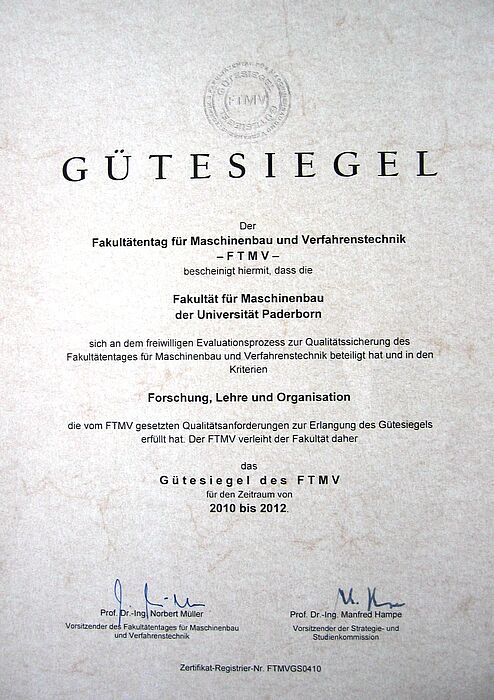 GÜTESIEGEL
FTMV
GÜTESIEGEL
GÜTESIEGEL
Der
Fakultätentag für Maschinenbau und Verfahrenstechnik
– F T M V –
bescheinigt hiermit, dass die
Fakultät für Maschinenbau
der Universität Paderborn
sich an dem freiwilligen Evaluationsprozess zur Qualitätssicherung des
Fakultätentages für Maschinenbau und Verfahrenstechnik beteiligt hat und in den
Kriterien
Forschung, Lehre und Organisation
die vom FTMV gesetzten Qualitätsanforderungen zur Erlangung des Gütesiegels
erfüllt hat. Der FTMV verleiht der Fakultät daher
das
Gütesiegel des FTMV
für den Zeitraum von
2010 bis 2012.
Prof. Dr.-Ing. Norbert Müller
Vorsitzender des Fakultätentages für Maschinenbau
und Verfahrenstechnik
Prof. Dr.-Ing. Manfred Hampe
Vorsitzender der Strategie- und
Studienkommission
Zertifikat-Registrier-Nr. FTMVGS0410